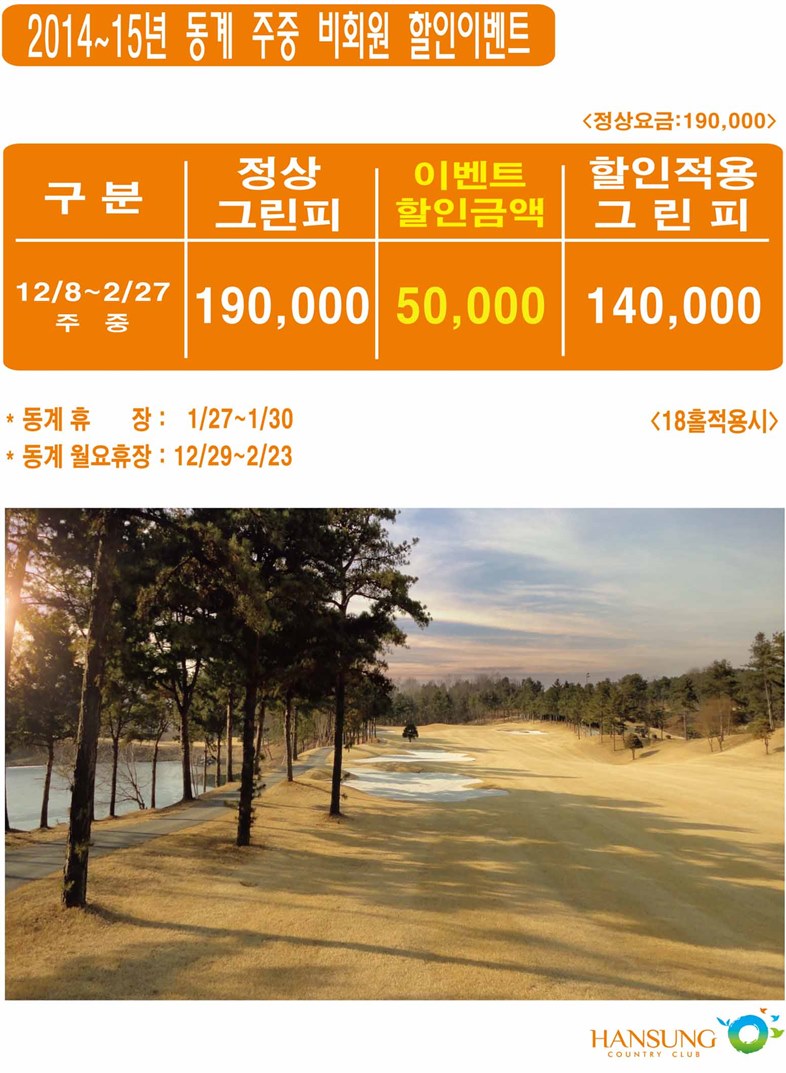 2014~15년 동계 주중 비회원 할인이벤트
<정상요금:190,000>
구 분
정상
그린피
이벤트
할인금액
할인적용
그 린 피
12/8~2/27
주 중
190,000
50,000
140,000
* 동계 휴 장 : 1/27~1/30
<18홀적용시>
* 동계 월요휴장 : 12/29~2/23
HANSUNG
COUNTRY CLUB